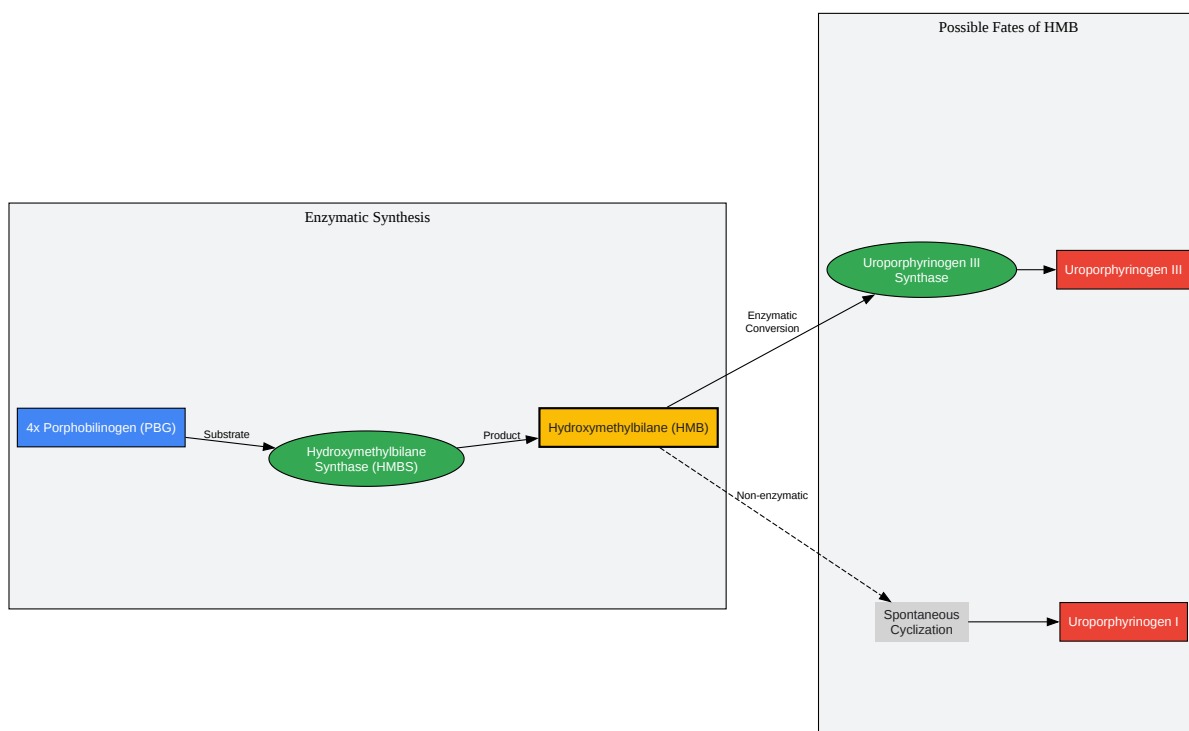 Possible Fates of HMB
Enzymatic Synthesis
Uroporphyrinogen III
Synthase
Uroporphyrinogen III
Enzymatic
Conversion
4x Porphobilinogen (PBG)
Substrate
Hydroxymethylbilane
Synthase (HMBS)
Product
Hydroxymethylbilane (HMB)
Non-enzymatic
Spontaneous
Cyclization
Uroporphyrinogen I